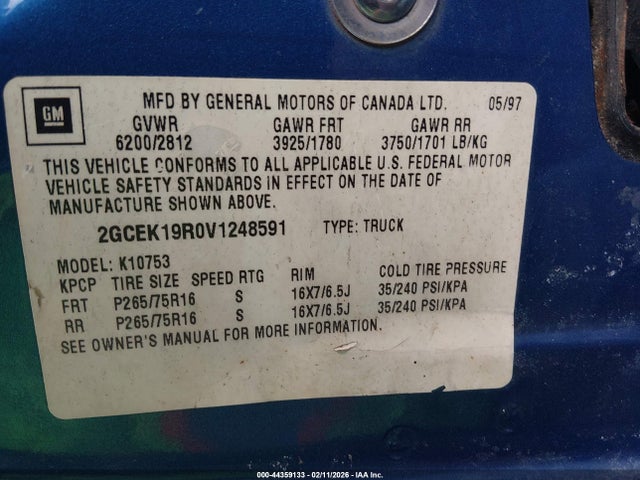 GM
MFD BY GENERAL MOTORS OF CANADA LTD. 05/97
GVWR GAWR FRT GAWR RR
6200/2812 3925/1780 3750/1701 LB/KG
THIS VEHICLE CONFORMS TO ALL APPLICABLE U.S. FEDERAL MOTOR
VEHICLE SAFETY STANDARDS IN EFFECT ON THE DATE OF
MANUFACTURE SHOWN ABOVE.
2GCEK19R0V1248591 TYPE: TRUCK
MODEL: K10753
KPCP TIRE SIZE SPEED RTG RIM COLD TIRE PRESSURE
FRT P265/75R16 S 16X7/6.5J 35/240 PSI/KPA
RR P265/75R16 S 16X7/6.5J 35/240 PSI/KPA
SEE OWNER'S MANUAL FOR MORE INFORMATION.
000-44359133 - 02/11/2026 - IAA Inc.